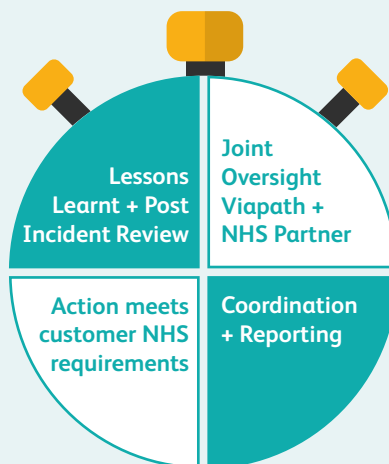 Lessons
Learnt + Post
Incident Review
Joint
Oversight
Viapath +
NHS Partner
Action meets
customer NHS
requirements
Coordination
+ Reporting